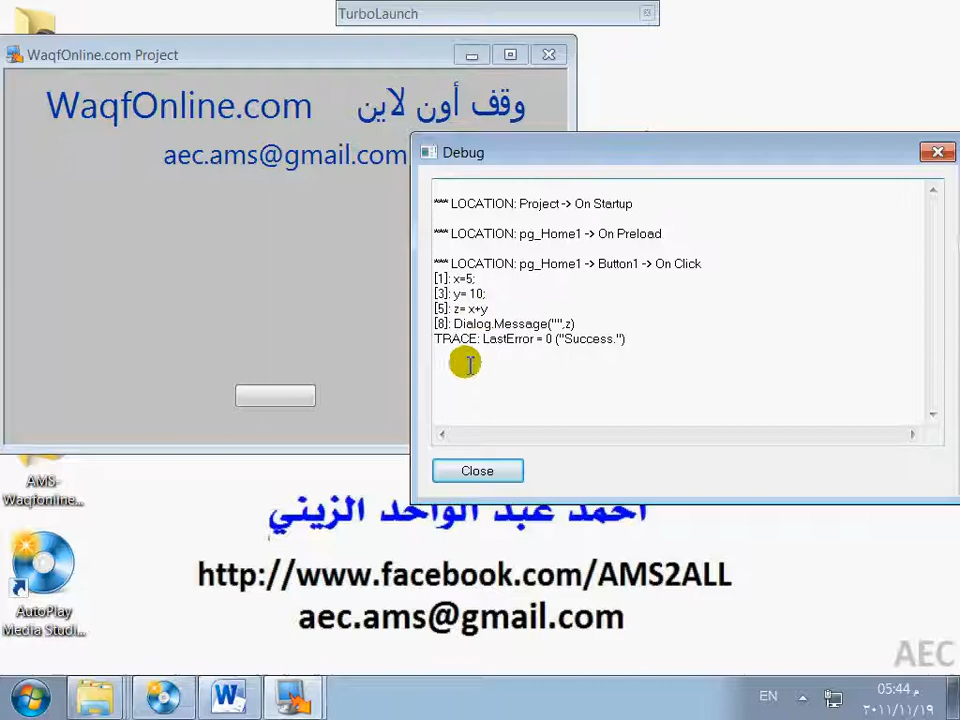 TurboLaunch
WaqfOnline.com Project
WaqfOnline.com وقف أون لاين
aec.ams@gmail.com
Debug
*** LOCATION: Project -> On Startup
*** LOCATION: pg_Home1 -> On Preload
*** LOCATION: pg_Home1 -> Button1 -> On Click
[1]: x=5;
[3]: y= 10;
[5]: z= x+y
[8]: Dialog.Message("",z)
TRACE: LastError = 0 ("Success.")
Close
AMS-
Waqfonline...
احمد عبد الواحد الزيني
http://www.facebook.com/AMS2ALL
aec.ams@gmail.com
AutoPlay
Media Studi...
AEC
EN
05:44 م
٢٠١١/١١/١٩